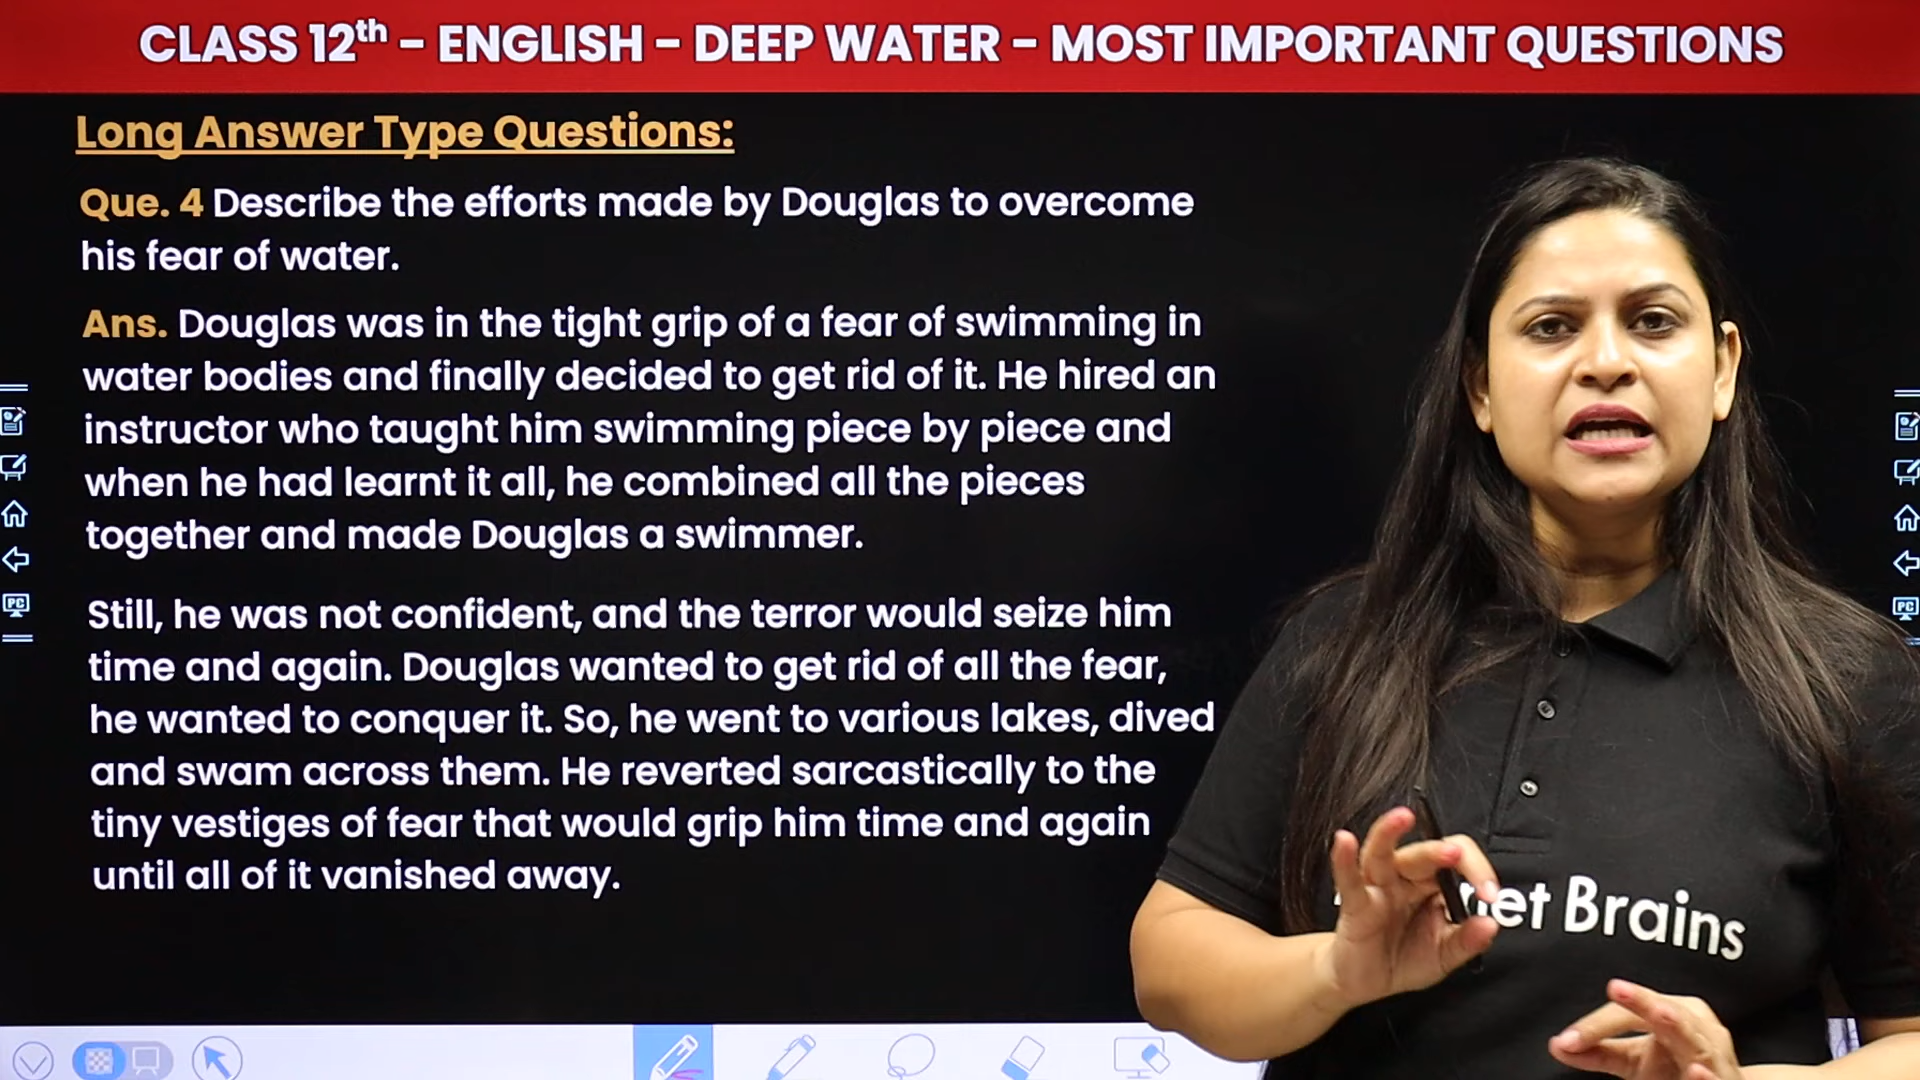 CLASS 12th – ENGLISH – DEEP WATER – MOST IMPORTANT QUESTIONS
Long Answer Type Questions:
Que. 4 Describe the efforts made by Douglas to overcome
his fear of water.
Ans. Douglas was in the tight grip of a fear of swimming in
water bodies and finally decided to get rid of it. He hired an
instructor who taught him swimming piece by piece and
when he had learnt it all, he combined all the pieces
together and made Douglas a swimmer.
Still, he was not confident, and the terror would seize him
time and again. Douglas wanted to get rid of all the fear,
he wanted to conquer it. So, he went to various lakes, dived
and swam across them. He reverted sarcastically to the
tiny vestiges of fear that would grip him time and again
until all of it vanished away.
PC
PC
Brains